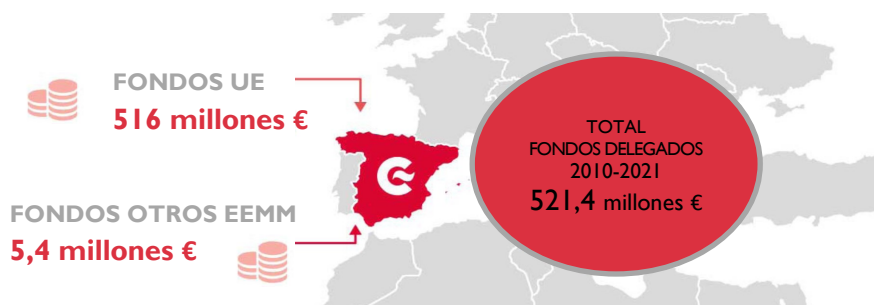 FONDOS UE
516 millones €
FONDOS OTROS EEMM
5,4 millones €
TOTAL
FONDOS DELEGADOS
2010-2021
521,4 millones €